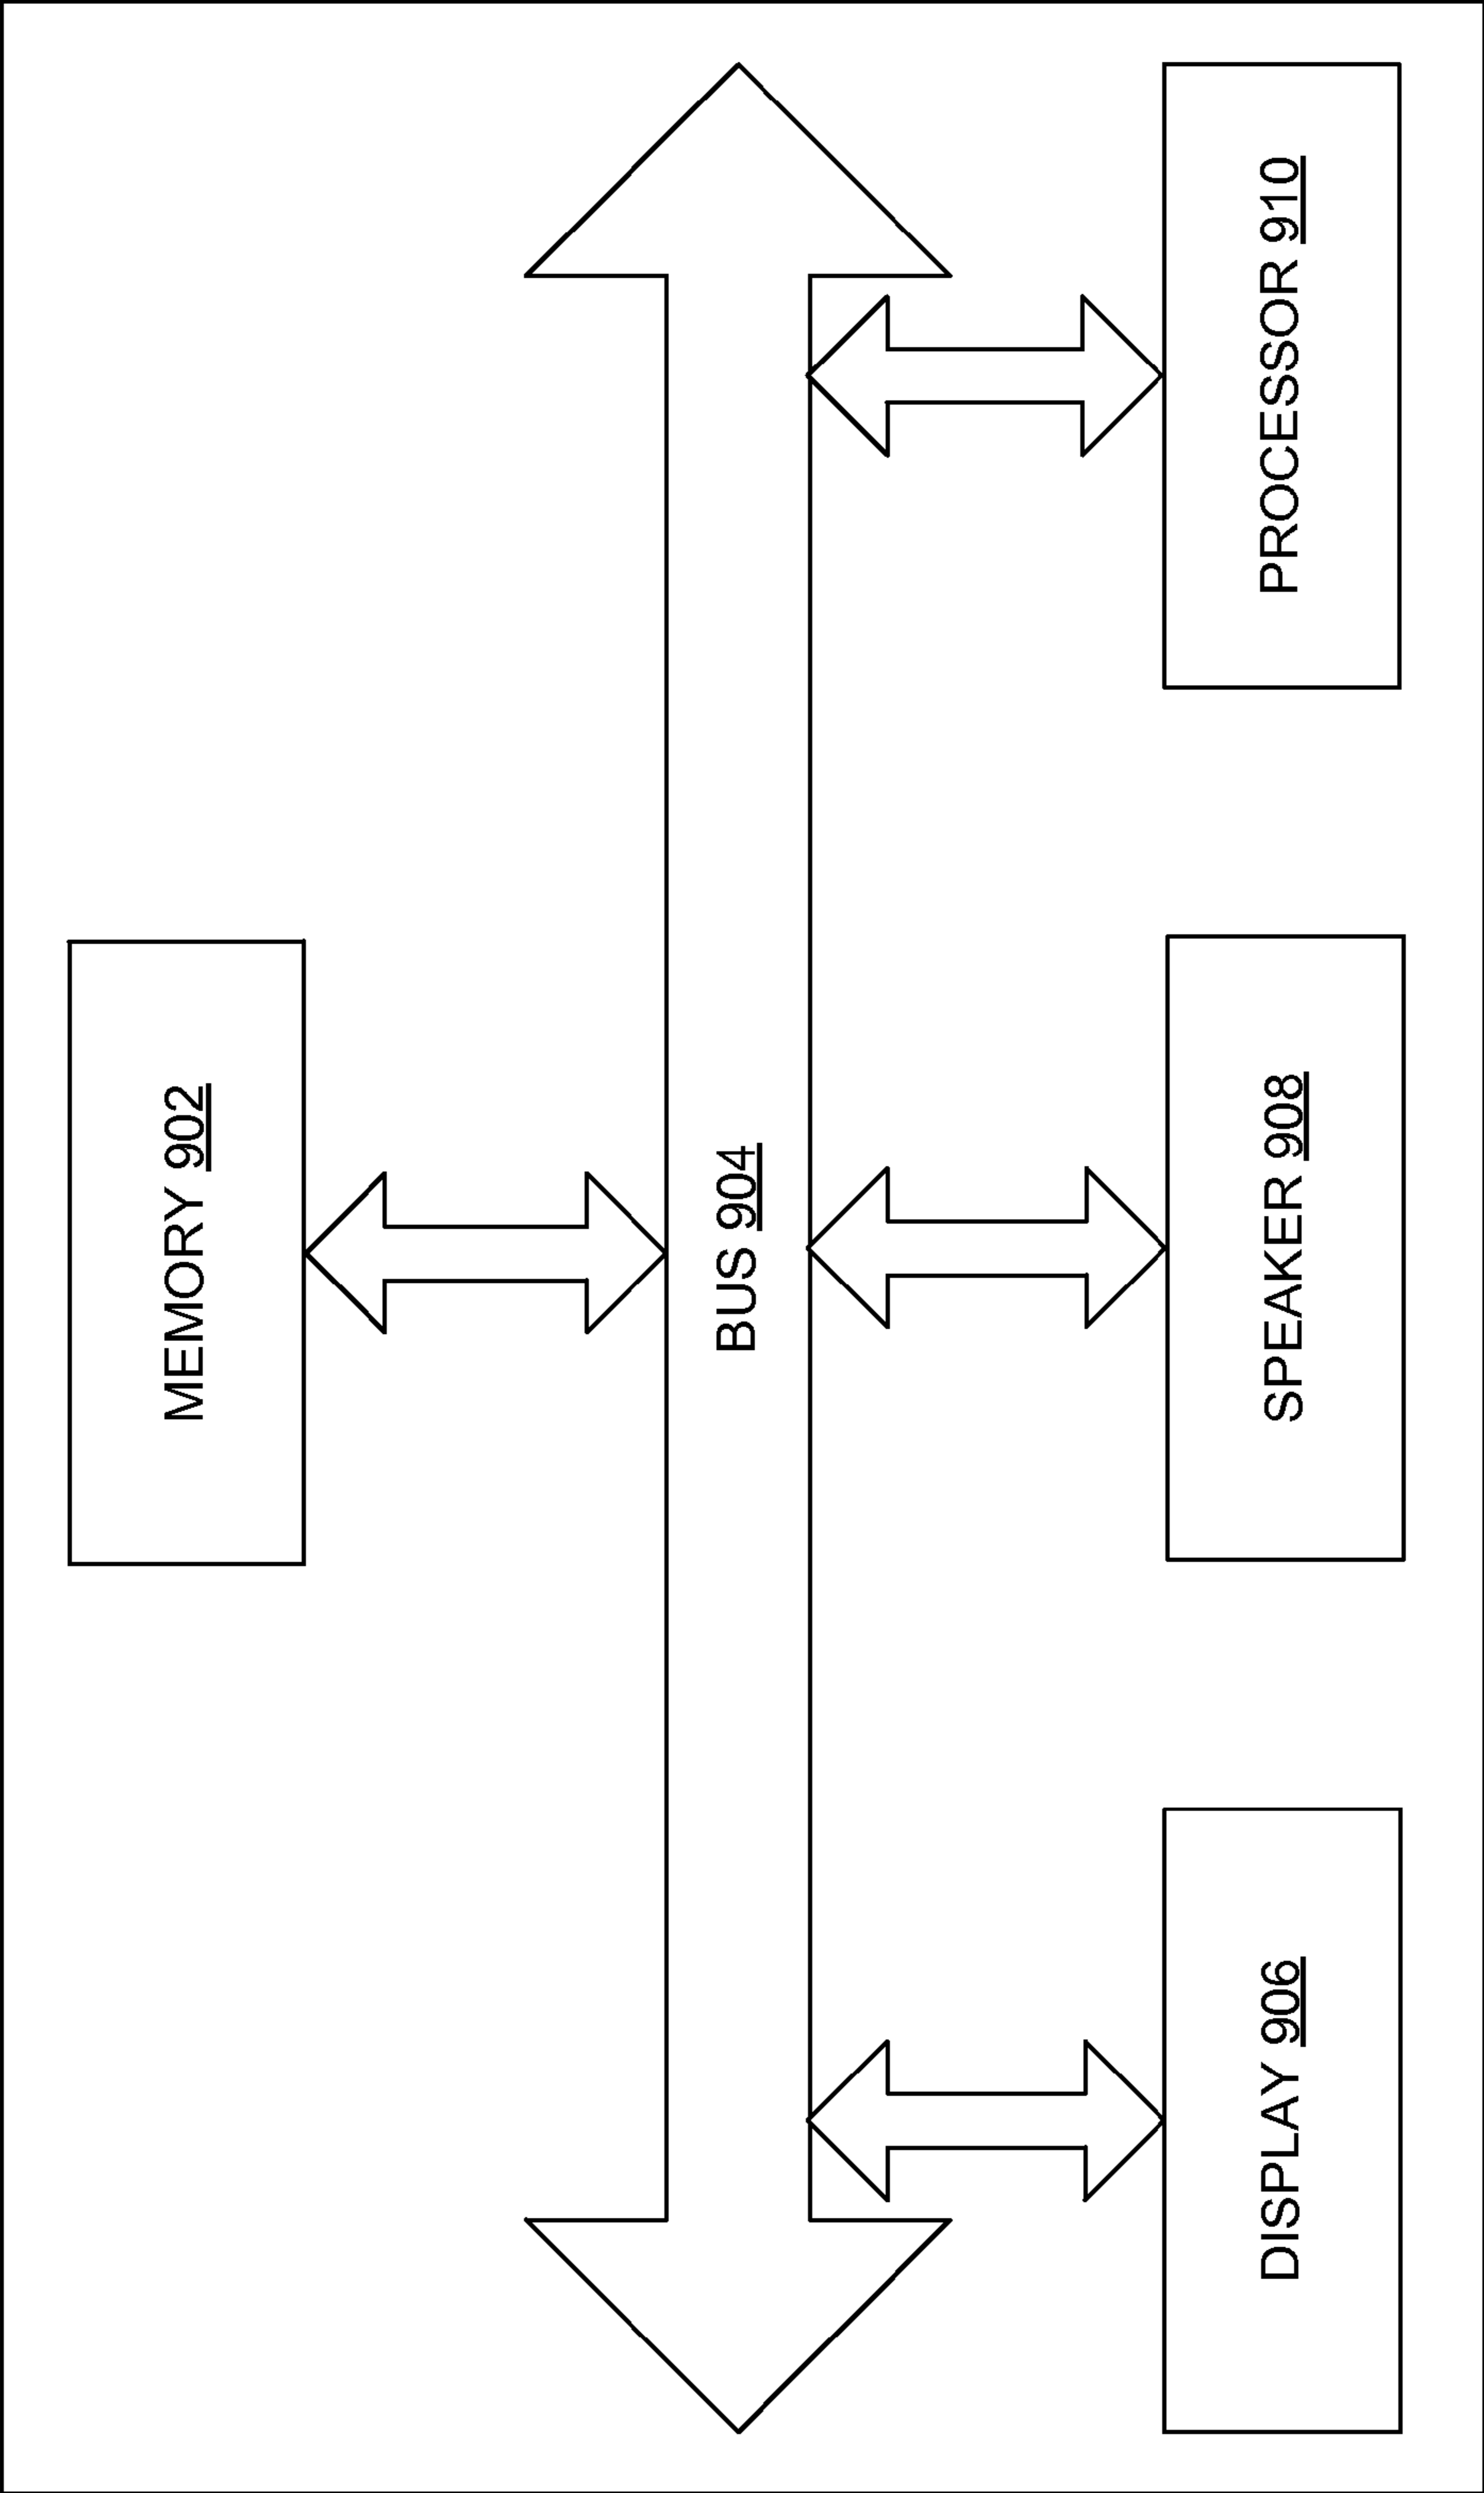 MEMORY 902
BUS 904
DISPLAY 906
SPEAKER 908
PROCESSOR 910